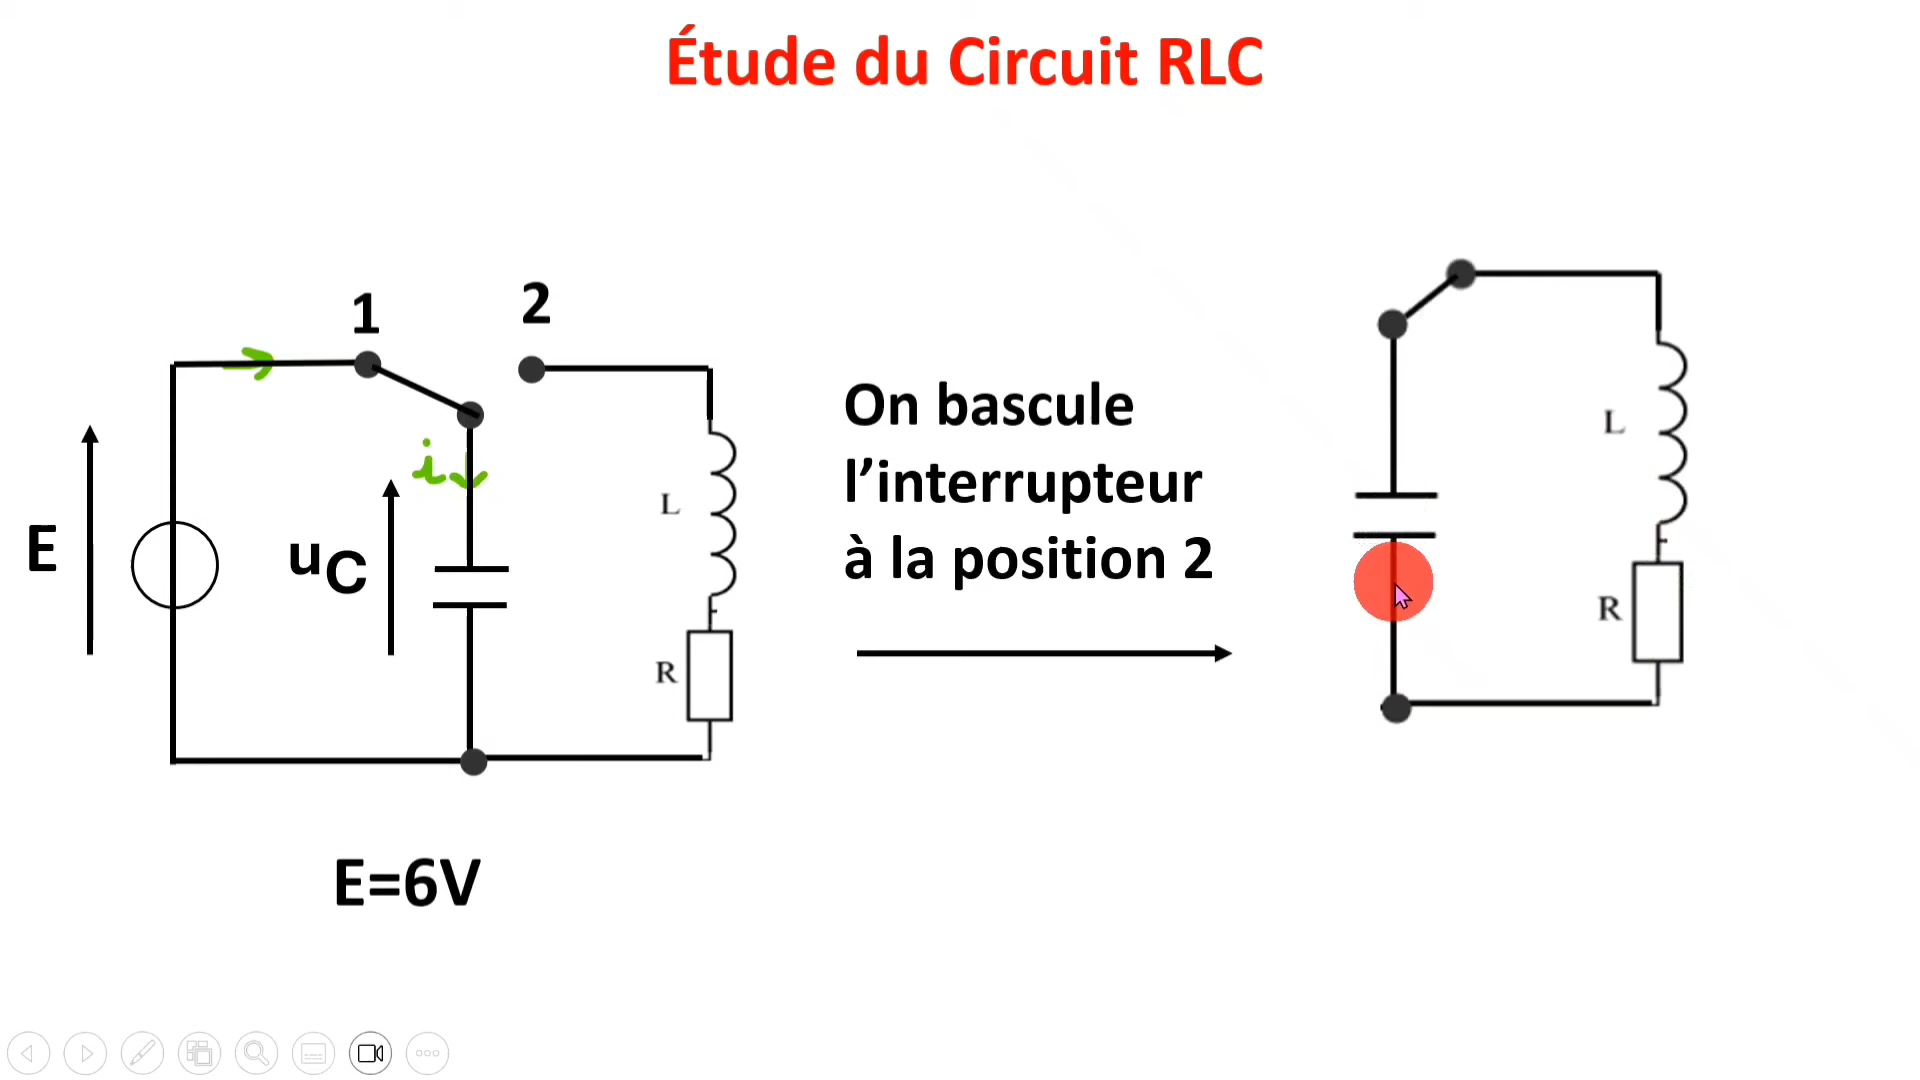 Étude du Circuit RLC
1
2
i
E
uC
L
R
E=6V
On bascule
l’interrupteur
à la position 2
L
R